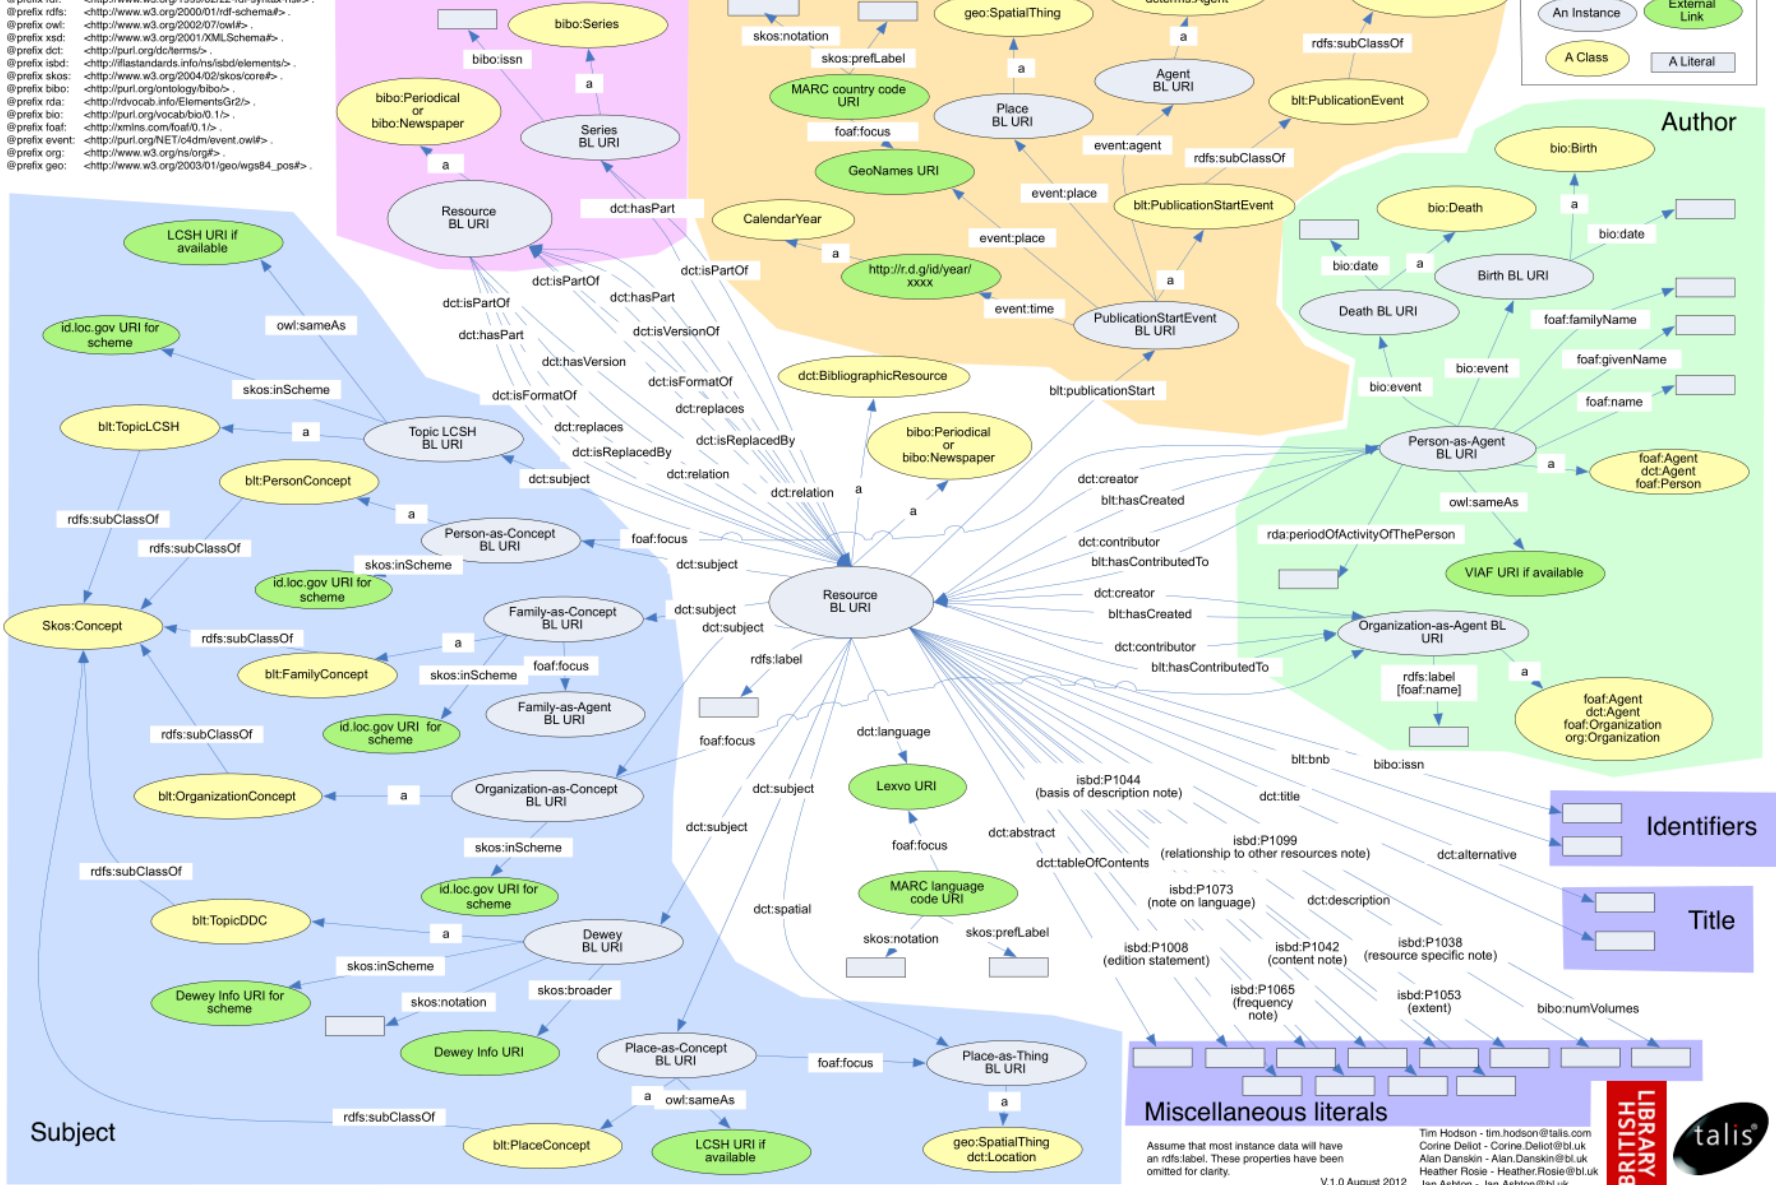 @prefix rdfs: <http://www.w3.org/2000/01/rdf-schema#> .
@prefix owl: <http://www.w3.org/2002/07/owl#> .
@prefix xsd: <http://www.w3.org/2001/XMLSchema#> .
@prefix dct: <http://purl.org/dc/terms/> .
@prefix isbd: <http://iflastandards.info/ns/isbd/elements/> .
@prefix skos: <http://www.w3.org/2004/02/skos/core#> .
@prefix bibo: <http://purl.org/ontology/bibo/> .
@prefix rda: <http://rdvocab.info/ElementsGr2/> .
@prefix bio: <http://purl.org/vocab/bio/0.1/> .
@prefix foaf: <http://xmlns.com/foaf/0.1/> .
@prefix event: <http://purl.org/NET/c4dm/event.owl#> .
@prefix org: <http://www.w3.org/ns/org#> .
@prefix geo: <http://www.w3.org/2003/01/geo/wgs84_pos#> .
bibo:Series
bibo:issn
a
bibo:Periodical
or
bibo:Newspaper
Series
BL URI
a
Resource
BL URI
dct:hasPart
geo:SpatialThing
dcterms:Agent
skos:notation
skos:prefLabel
a
a
rdfs:subClassOf
MARC country code
URI
Place
BL URI
Agent
BL URI
blt:PublicationEvent
foaf:focus
event:agent
rdfs:subClassOf
GeoNames URI
event:place
blt:PublicationStartEvent
CalendarYear
event:place
a
http://r.d.g/id/year/
xxxx
a
event:time
PublicationStartEvent
BL URI
blt:publicationStart
An Instance
External
Link
A Class
A Literal
Author
bio:Birth
bio:Death
a
bio:date
bio:date
a
Birth BL URI
Death BL URI
foaf:familyName
foaf:givenName
bio:event
bio:event
foaf:name
Person-as-Agent
BL URI
a
foaf:Agent
dct:Agent
foaf:Person
owl:sameAs
rda:periodOfActivityOfThePerson
VIAF URI if available
Organization-as-Agent BL
URI
rdfs:label
[foaf:name]
a
foaf:Agent
dct:Agent
foaf:Organization
org:Organization
dct:isPartOf
dct:isPartOf
dct:hasPart
dct:isPartOf
dct:hasPart
dct:isVersionOf
dct:hasVersion
dct:isFormatOf
dct:isFormatOf
dct:replaces
dct:replaces
dct:isReplacedBy
dct:isReplacedBy
dct:relation
dct:relation
dct:BibliographicResource
bibo:Periodical
or
bibo:Newspaper
a
a
dct:subject
foaf:focus
dct:subject
dct:subject
dct:subject
Resource
BL URI
dct:creator
blt:hasCreated
dct:contributor
blt:hasContributedTo
dct:creator
blt:hasCreated
dct:contributor
blt:hasContributedTo
rdfs:label
foaf:focus
dct:language
Lexvo URI
foaf:focus
MARC language
code URI
skos:notation
skos:prefLabel
dct:subject
dct:subject
dct:spatial
LCSH URI if
available
id.loc.gov URI for
scheme
owl:sameAs
skos:inScheme
blt:TopicLCSH
a
Topic LCSH
BL URI
blt:PersonConcept
a
rdfs:subClassOf
rdfs:subClassOf
Person-as-Concept
BL URI
skos:inScheme
id.loc.gov URI for
scheme
Skos:Concept
Family-as-Concept
BL URI
rdfs:subClassOf
a
blt:FamilyConcept
skos:inScheme
foaf:focus
id.loc.gov URI for
scheme
Family-as-Agent
BL URI
rdfs:subClassOf
blt:OrganizationConcept
a
Organization-as-Concept
BL URI
skos:inScheme
id.loc.gov URI for
scheme
rdfs:subClassOf
blt:TopicDDC
a
Dewey
BL URI
skos:inScheme
Dewey Info URI for
scheme
skos:notation
skos:broader
Dewey Info URI
Place-as-Concept
BL URI
foaf:focus
Place-as-Thing
BL URI
a
owl:sameAs
a
rdfs:subClassOf
blt:PlaceConcept
LCSH URI if
available
geo:SpatialThing
dct:Location
Subject
blt:bnb
bibo:issn
isbd:P1044
(basis of description note)
dct:title
dct:abstract
isbd:P1099
(relationship to other resources note)
dct:tableOfContents
dct:alternative
isbd:P1073
(note on language)
dct:description
isbd:P1008
(edition statement)
isbd:P1042
(content note)
isbd:P1038
(resource specific note)
isbd:P1065
(frequency
note)
isbd:P1053
(extent)
bibo:numVolumes
Identifiers
Title
Miscellaneous literals
Assume that most instance data will have
an rdfs:label. These properties have been
omitted for clarity.
V.1.0 August 2012
Tim Hodson - tim.hodson@talis.com
Corine Deliot - Corine.Deliot@bl.uk
Alan Danskin - Alan.Danskin@bl.uk
Heather Rosie - Heather.Rosie@bl.uk
Jan Ashton - Jan.Ashton@bl.uk
LIBRARY
BRITISH
talis®